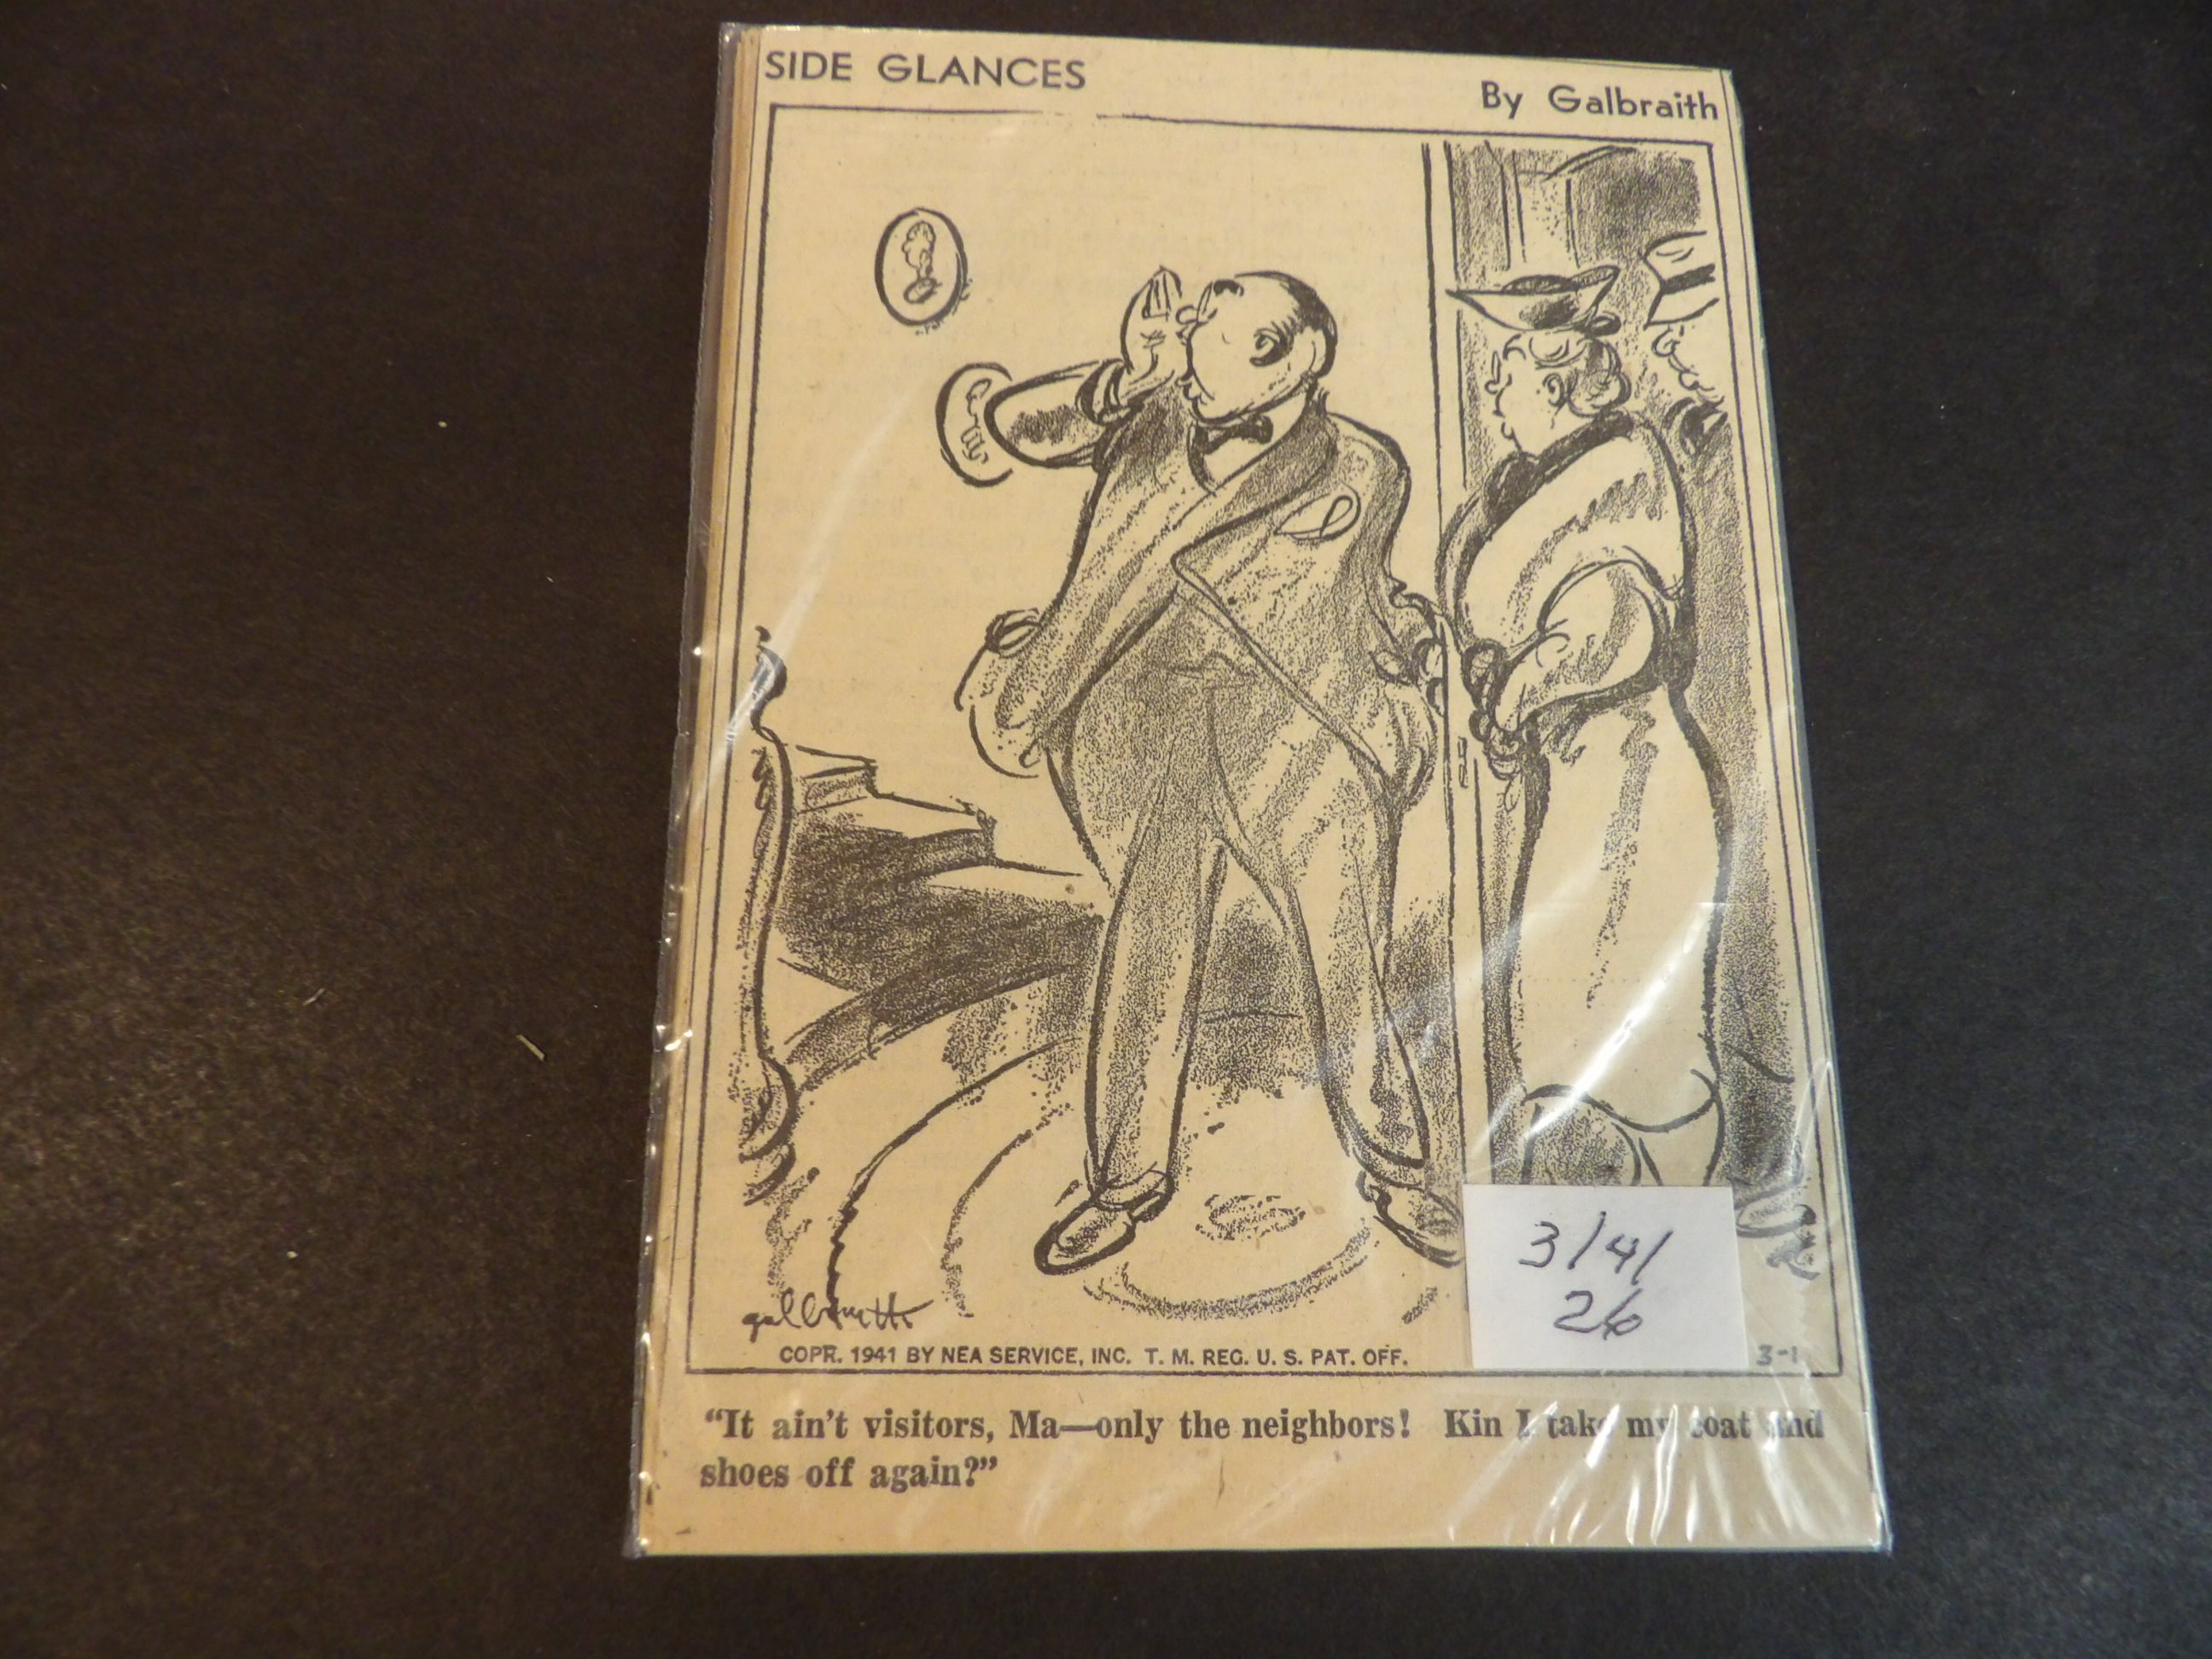 SIDE GLANCES
By Galbraith
galbraith
3/41
26
COPR. 1941 BY NEA SERVICE, INC. T. M. REG. U. S. PAT. OFF.
3-1
"It ain't visitors, Ma—only the neighbors! Kin I take my coat and
shoes off again?"